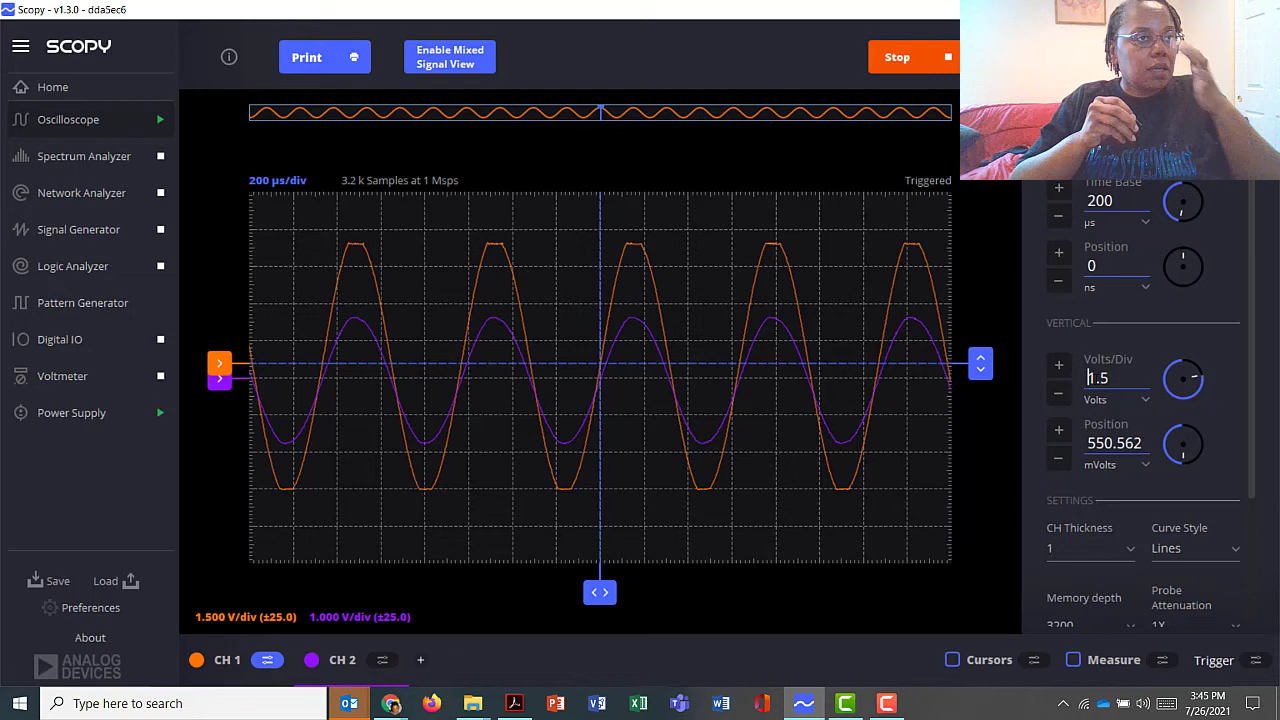 Scopy - v1.3.0 - dda5ec6
SCOPY
Print
Enable Mixed
Signal View
Stop
Home
Oscilloscope
Spectrum Analyzer
Network Analyzer
Signal Generator
Logic Analyzer
Pattern Generator
Digital IO
Voltmeter
Power Supply
Save
Load
Preferences
About
ANALOG
DEVICES
200 µs/div
3.2 k Samples at 1 Msps
Triggered
1.500 V/div (±25.0)
1.000 V/div (±25.0)
Time Base
200
µs
Position
0
ns
VERTICAL
Volts/Div
1.5
Volts
Position
550.562
mVolts
SETTINGS
CH Thickness
Curve Style
1
Lines
Memory depth
Probe
Attenuation
3200
1X
CH 1
CH 2
+
Cursors
Measure
Trigger
Type here to search
3:45 PM
7/26/2021